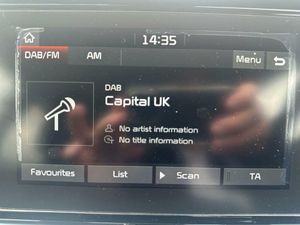 14:35
DAB/FM AM Menu
DAB
Capital UK
No artist information
No title information
Favourites List Scan TA